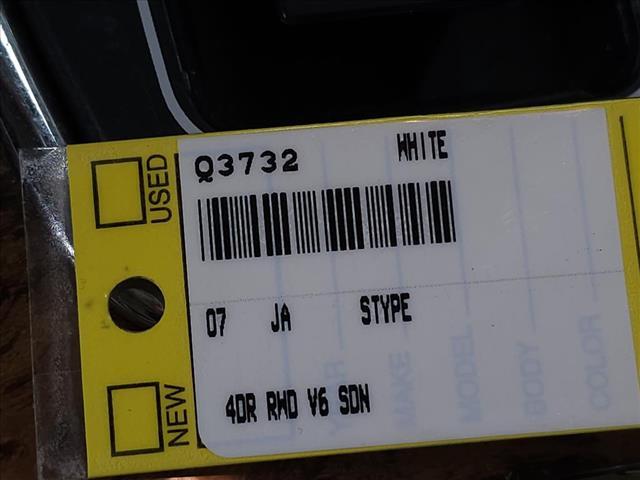 Q3732 WHITE
07 JA STYPE
4DR RWD V6 SDN
USED
NEW
YEAR
MAKE
MODEL
BODY
COLOR